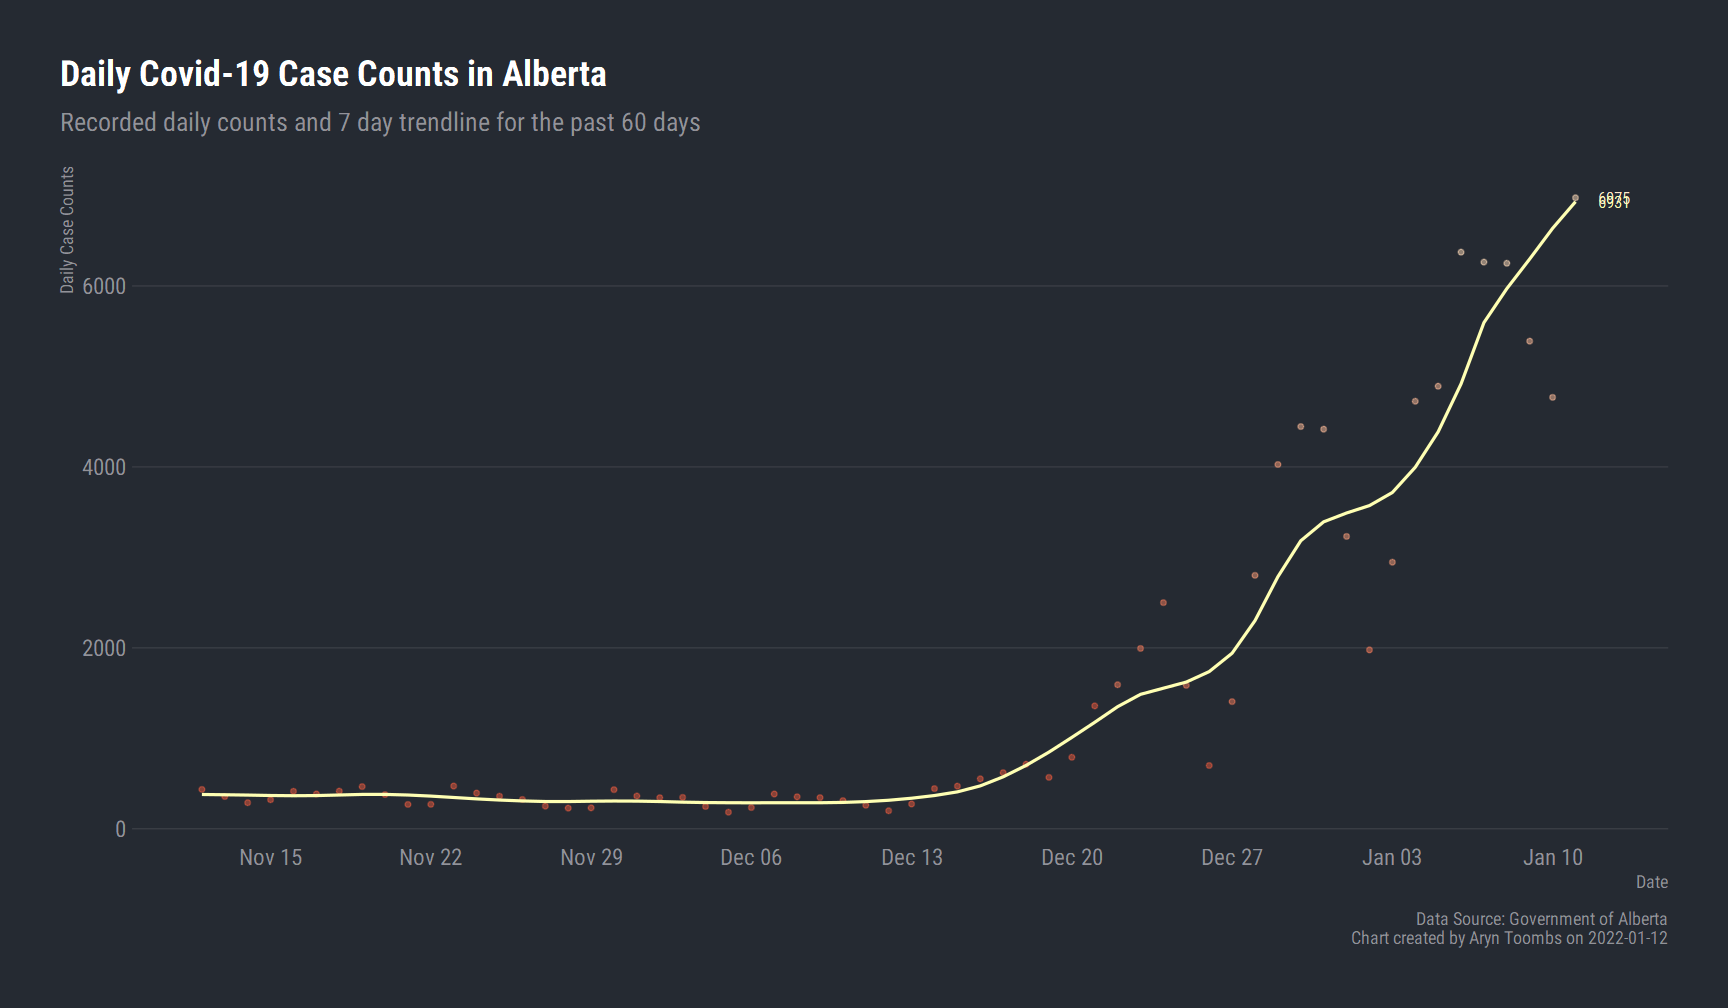 Daily Covid-19 Case Counts in Alberta
Recorded daily counts and 7 day trendline for the past 60 days
Daily Case Counts
6000
4000
2000
0
Nov 15 Nov 22 Nov 29 Dec 06 Dec 13 Dec 20 Dec 27 Jan 03 Jan 10
Date
Data Source: Government of Alberta
Chart created by Aryn Toombs on 2022-01-12